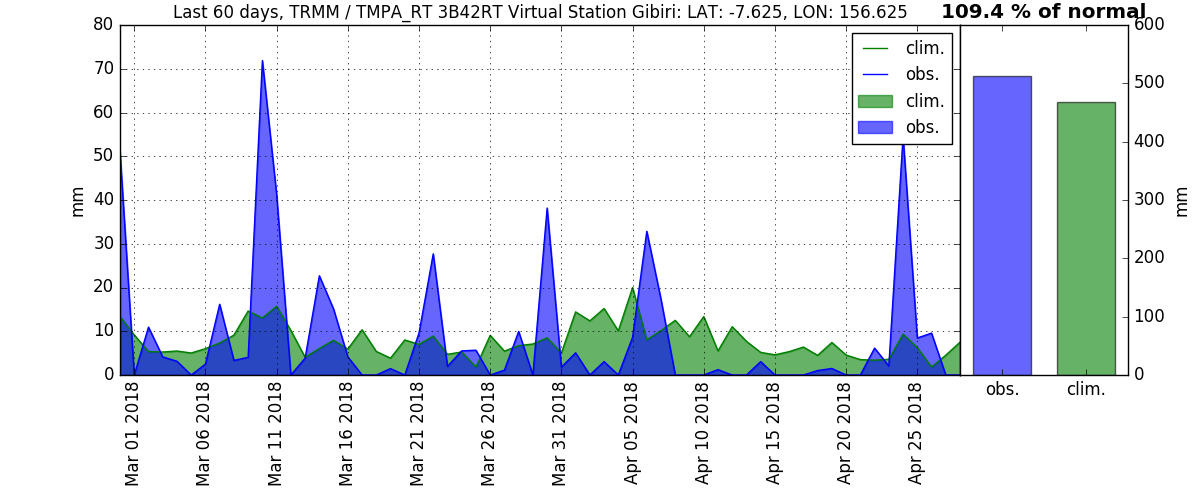 Last 60 days, TRMM / TMPA_RT 3B42RT Virtual Station Gibiri: LAT: -7.625, LON: 156.625
109.4 % of normal
80
70
60
50
40
30
20
10
0
mm
clim.
obs.
clim.
obs.
600
500
400
300
200
100
0
mm
obs.
clim.
Mar 01 2018
Mar 06 2018
Mar 11 2018
Mar 16 2018
Mar 21 2018
Mar 26 2018
Mar 31 2018
Apr 05 2018
Apr 10 2018
Apr 15 2018
Apr 20 2018
Apr 25 2018